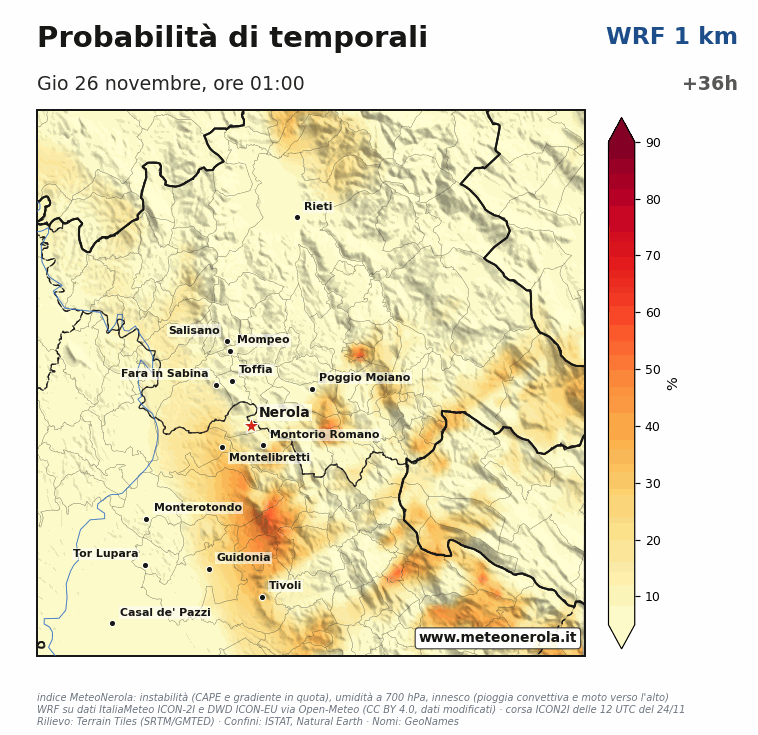 Probabilità di temporali
WRF 1 km
Gio 26 novembre, ore 01:00
+36h
Rieti
Salisano
Mompeo
Fara in Sabina
Toffia
Poggio Moiano
Nerola
Montorio Romano
Montelibretti
Monterotondo
Tor Lupara
Guidonia
Tivoli
Casal de' Pazzi
www.meteonerola.it
90
80
70
60
50
40
30
20
10
%
indice MeteoNerola: instabilità (CAPE e gradiente in quota), umidità a 700 hPa, innesco (pioggia convettiva e moto verso l'alto)
WRF su dati ItaliaMeteo ICON-2I e DWD ICON-EU via Open-Meteo (CC BY 4.0, dati modificati) · corsa ICON2I delle 12 UTC del 24/11
Rilievo: Terrain Tiles (SRTM/GMTED) · Confini: ISTAT, Natural Earth · Nomi: GeoNames